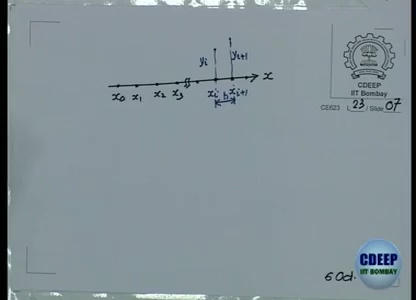 yi yi+1
x
x0 x1 x2 x3 xi h xi+1
CDEEP
IIT Bombay
CE623 L 23 / Slide 07
CDEEP
IIT BOMBAY